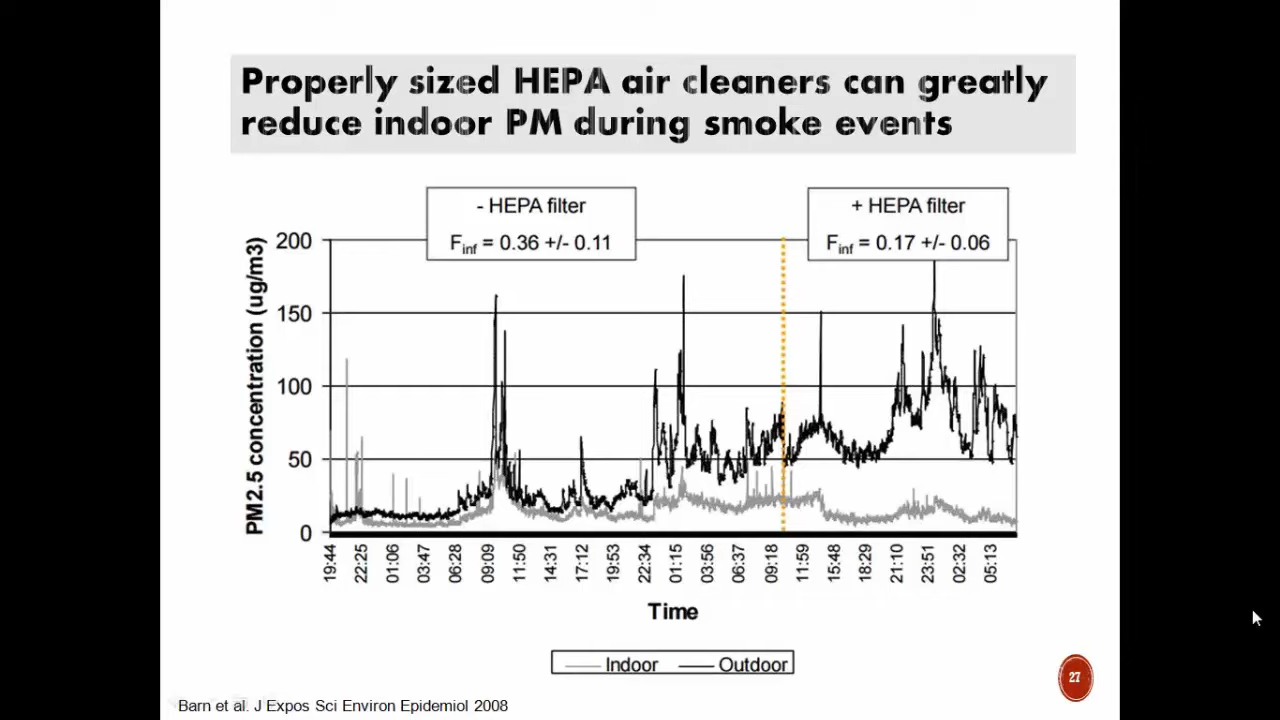 Properly sized HEPA air cleaners can greatly
reduce indoor PM during smoke events
- HEPA filter
Finf = 0.36 +/- 0.11
+ HEPA filter
Finf = 0.17 +/- 0.06
PM2.5 concentration (ug/m3)
200
150
100
50
0
19:44
22:25
01:06
03:47
06:28
09:09
11:50
14:31
17:12
19:53
22:34
01:15
03:56
06:37
09:18
11:59
15:48
18:29
21:10
23:51
02:32
05:13
Time
Indoor Outdoor
27
Barn et al. J Expos Sci Environ Epidemiol 2008